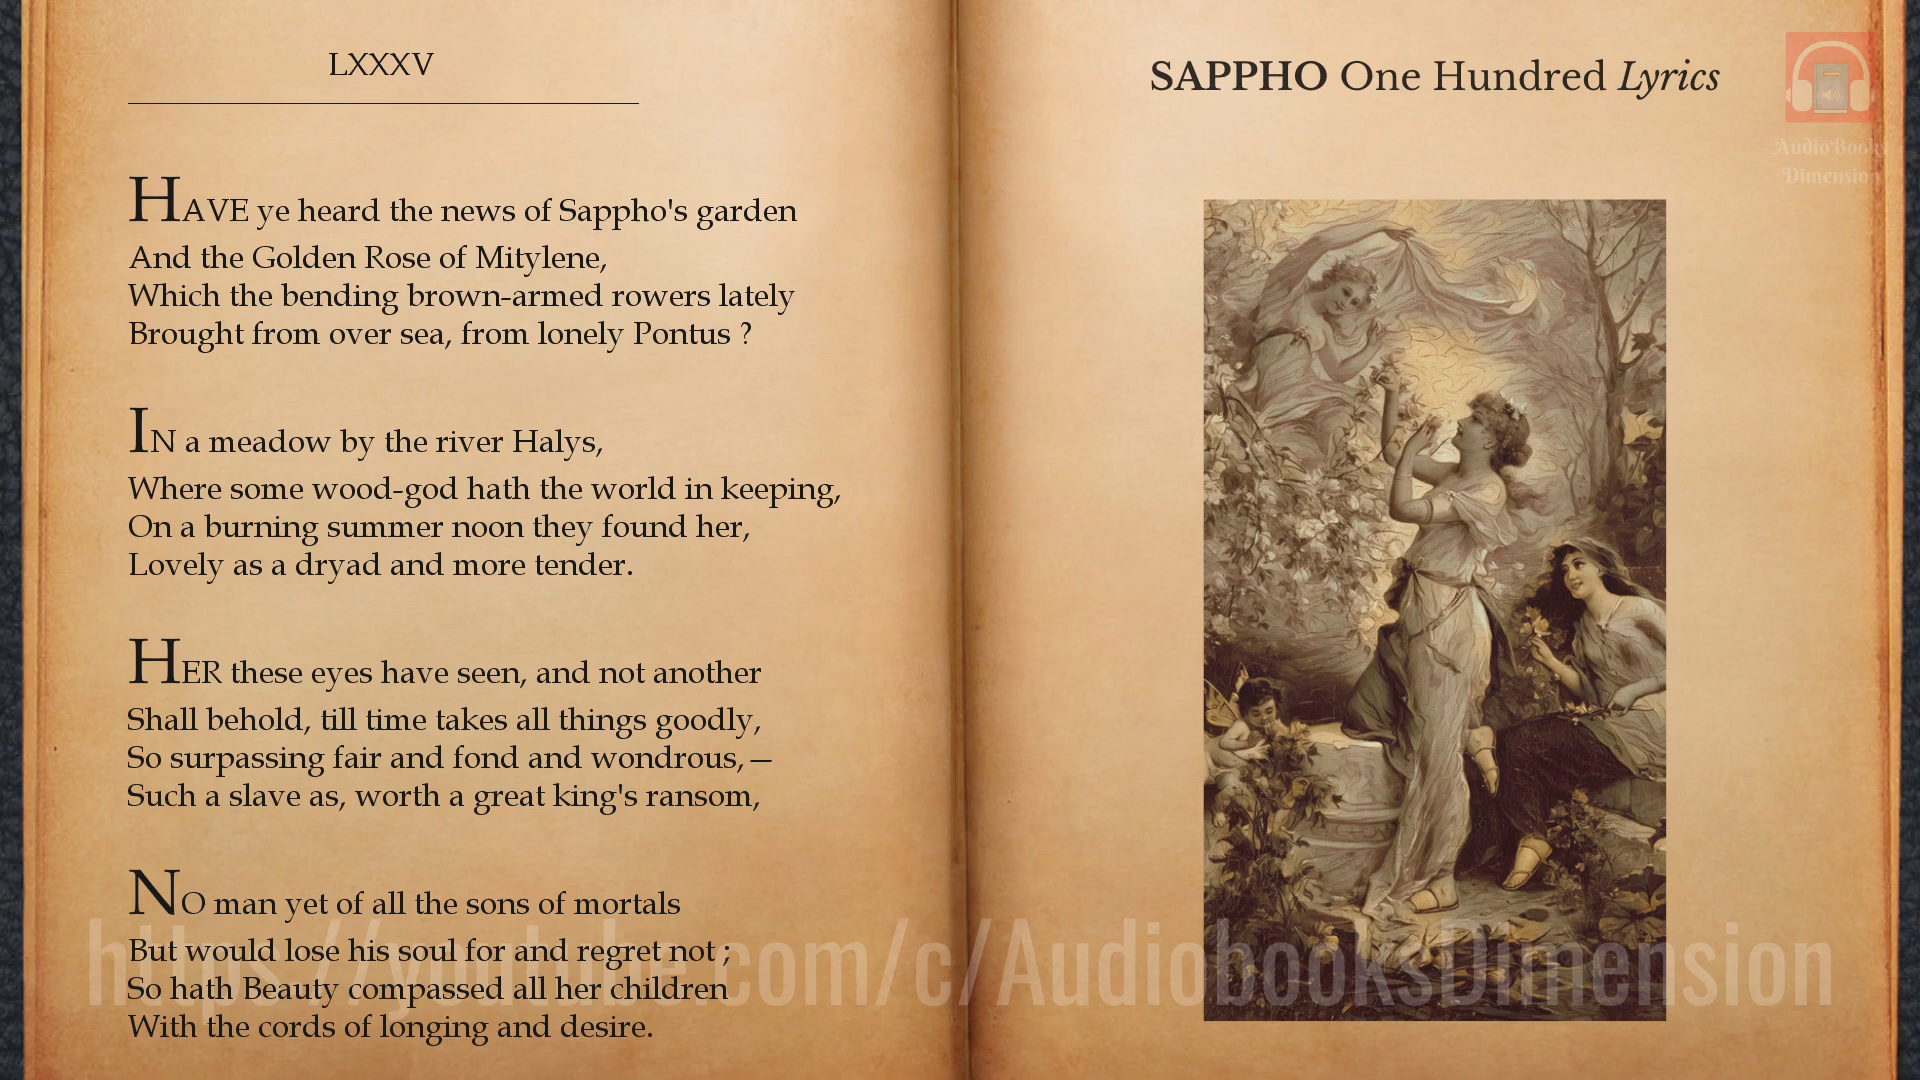 LXXXV
HAVE ye heard the news of Sappho's garden
And the Golden Rose of Mitylene,
Which the bending brown-armed rowers lately
Brought from over sea, from lonely Pontus ?
IN a meadow by the river Halys,
Where some wood-god hath the world in keeping,
On a burning summer noon they found her,
Lovely as a dryad and more tender.
HER these eyes have seen, and not another
Shall behold, till time takes all things goodly,
So surpassing fair and fond and wondrous,—
Such a slave as, worth a great king's ransom,
NO man yet of all the sons of mortals
But would lose his soul for and regret not ;
So hath Beauty compassed all her children
With the cords of longing and desire.
SAPPHO One Hundred Lyrics
AudioBooks
Dimension
https://youtube.com/c/AudiobooksDimension